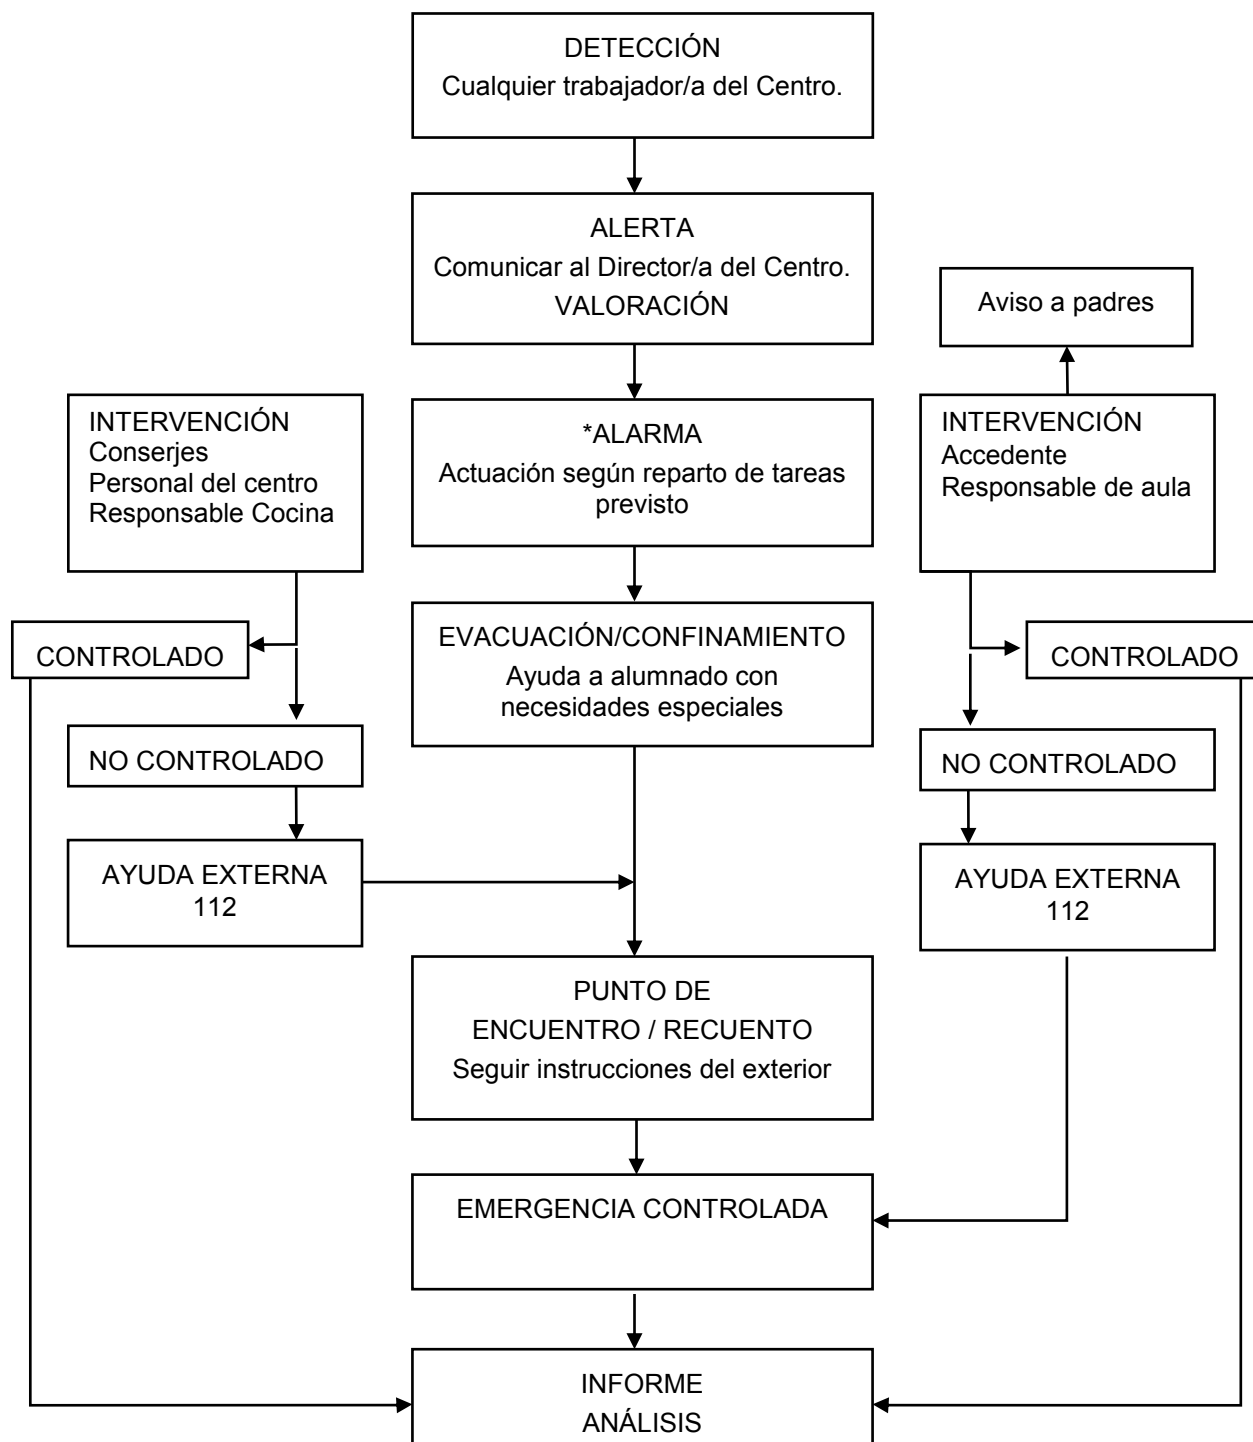 DETECCIÓN
Cualquier trabajador/a del Centro.
ALERTA
Comunicar al Director/a del Centro.
VALORACIÓN
Aviso a padres
INTERVENCIÓN
Conserjes
Personal del centro
Responsable Cocina
*ALARMA
Actuación según reparto de tareas
previsto
INTERVENCIÓN
Accedente
Responsable de aula
CONTROLADO
EVACUACIÓN/CONFINAMIENTO
Ayuda a alumnado con
necesidades especiales
CONTROLADO
NO CONTROLADO
NO CONTROLADO
AYUDA EXTERNA
112
AYUDA EXTERNA
112
PUNTO DE
ENCUENTRO / RECUENTO
Seguir instrucciones del exterior
EMERGENCIA CONTROLADA
INFORME
ANÁLISIS